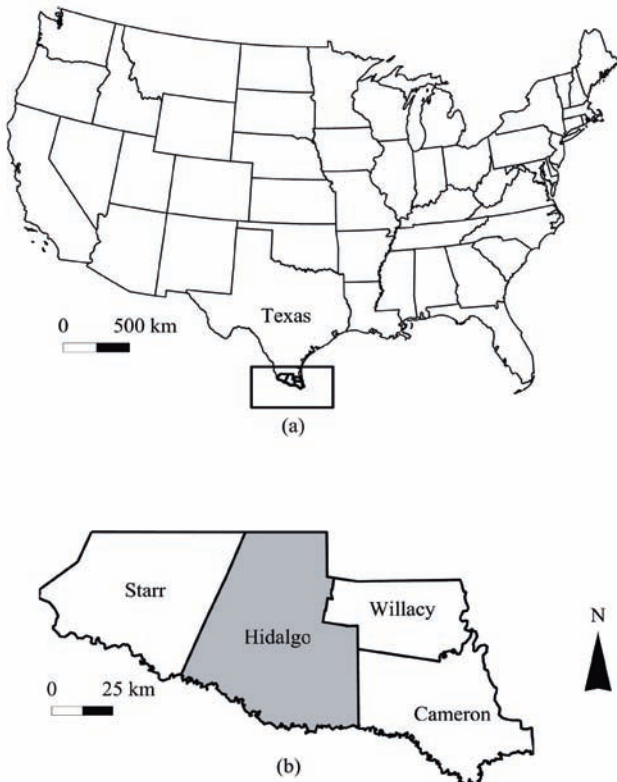 Texas
0 500 km
(a)
Starr
Willacy
N
Hidalgo
0 25 km
Cameron
(b)